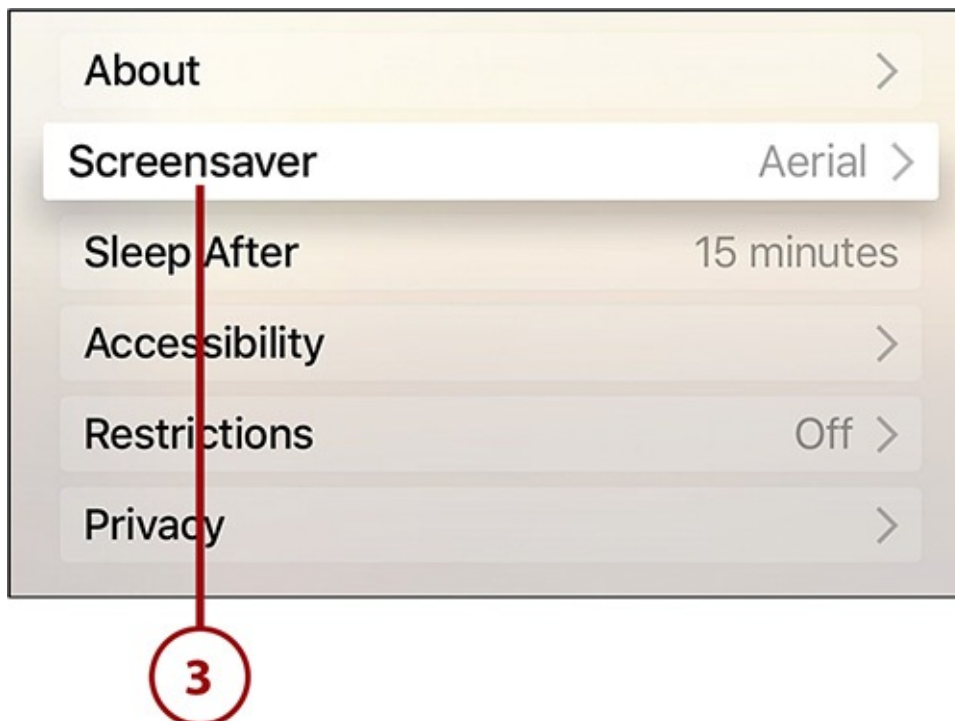 About
Screensaver Aerial
Sleep After 15 minutes
Accessibility
Restrictions Off
Privacy
3